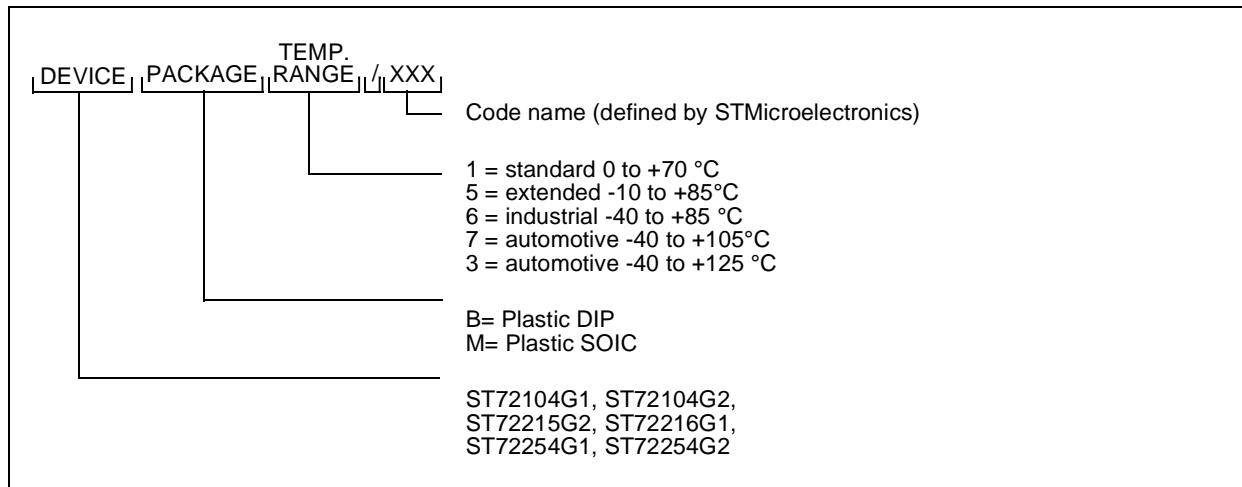 TEMP.
DEVICE PACKAGE RANGE / XXX
Code name (defined by STMicroelectronics)
1 = standard 0 to +70 °C
5 = extended -10 to +85°C
6 = industrial -40 to +85 °C
7 = automotive -40 to +105°C
3 = automotive -40 to +125 °C
B= Plastic DIP
M= Plastic SOIC
ST72104G1, ST72104G2,
ST72215G2, ST72216G1,
ST72254G1, ST72254G2